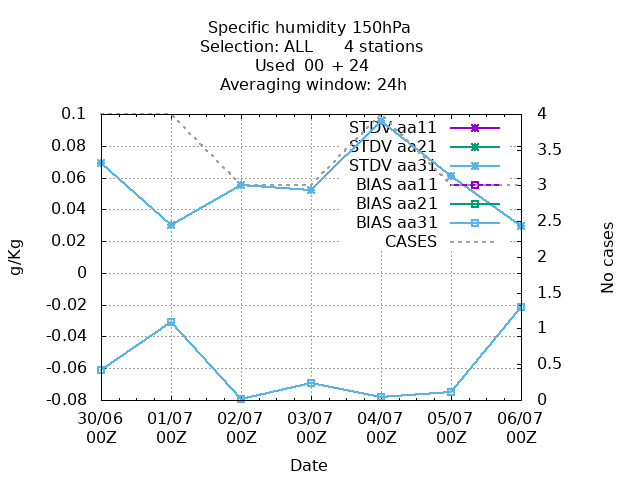 Specific humidity 150hPa
Selection: ALL 4 stations
Used 00 + 24
Averaging window: 24h
0.1
0.08
0.06
0.04
0.02
0
-0.02
-0.04
-0.06
-0.08
g/Kg
STDV aa11
STDV aa21
STDV aa31
BIAS aa11
BIAS aa21
BIAS aa31
CASES
4
3.5
3
2.5
2
1.5
1
0.5
0
No cases
30/06 01/07 02/07 03/07 04/07 05/07 06/07
00Z 00Z 00Z 00Z 00Z 00Z 00Z
Date